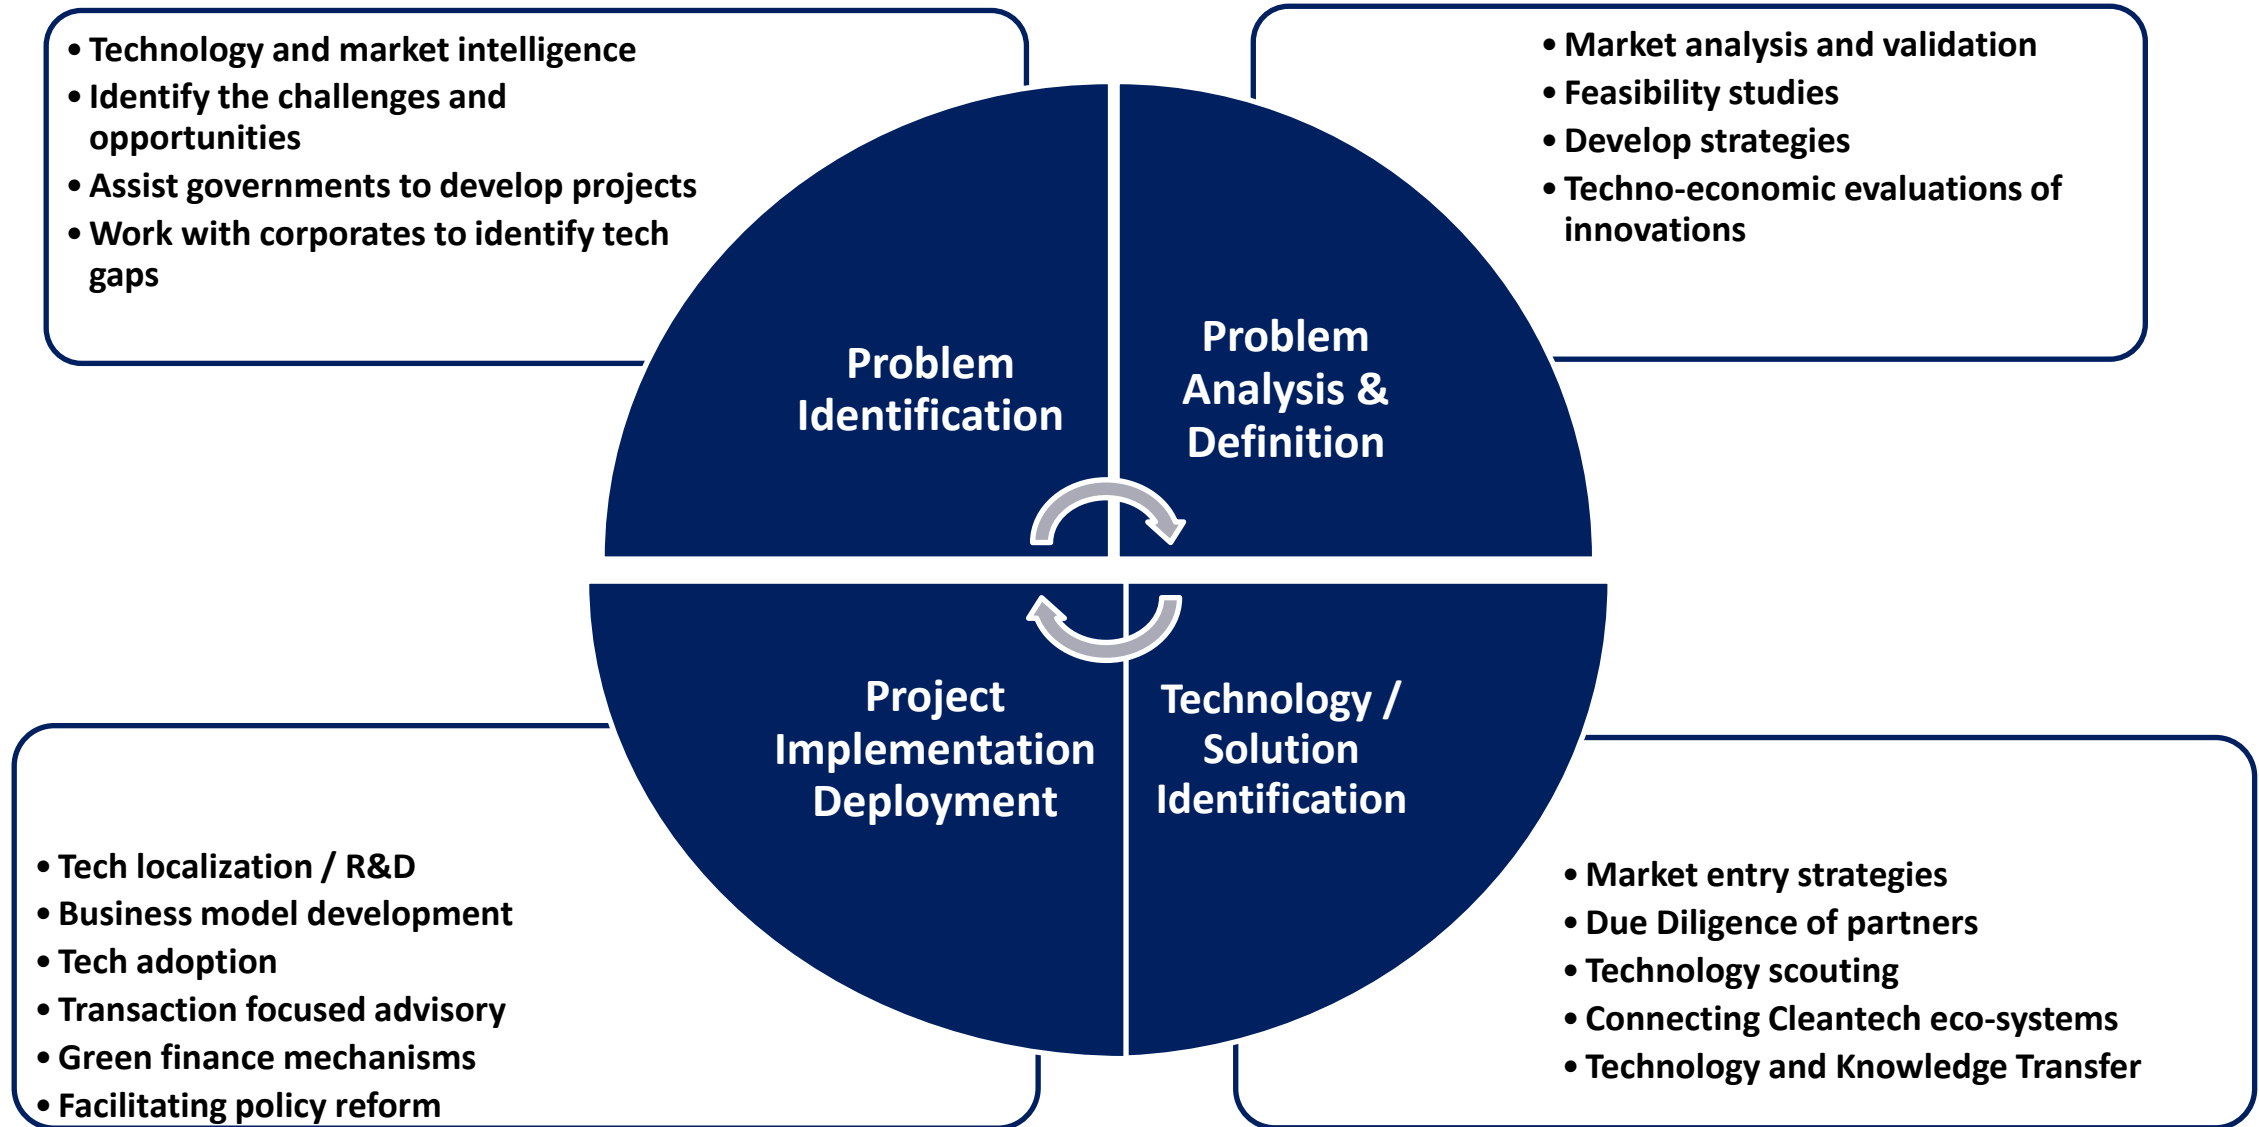 • Technology and market intelligence
• Identify the challenges and
opportunities
• Assist governments to develop projects
• Work with corporates to identify tech
gaps
• Market analysis and validation
• Feasibility studies
• Develop strategies
• Techno-economic evaluations of
innovations
Problem
Identification
Problem
Analysis &
Definition
Project
Implementation
Deployment
Technology /
Solution
Identification
• Tech localization / R&D
• Business model development
• Tech adoption
• Transaction focused advisory
• Green finance mechanisms
• Facilitating policy reform
• Market entry strategies
• Due Diligence of partners
• Technology scouting
• Connecting Cleantech eco-systems
• Technology and Knowledge Transfer